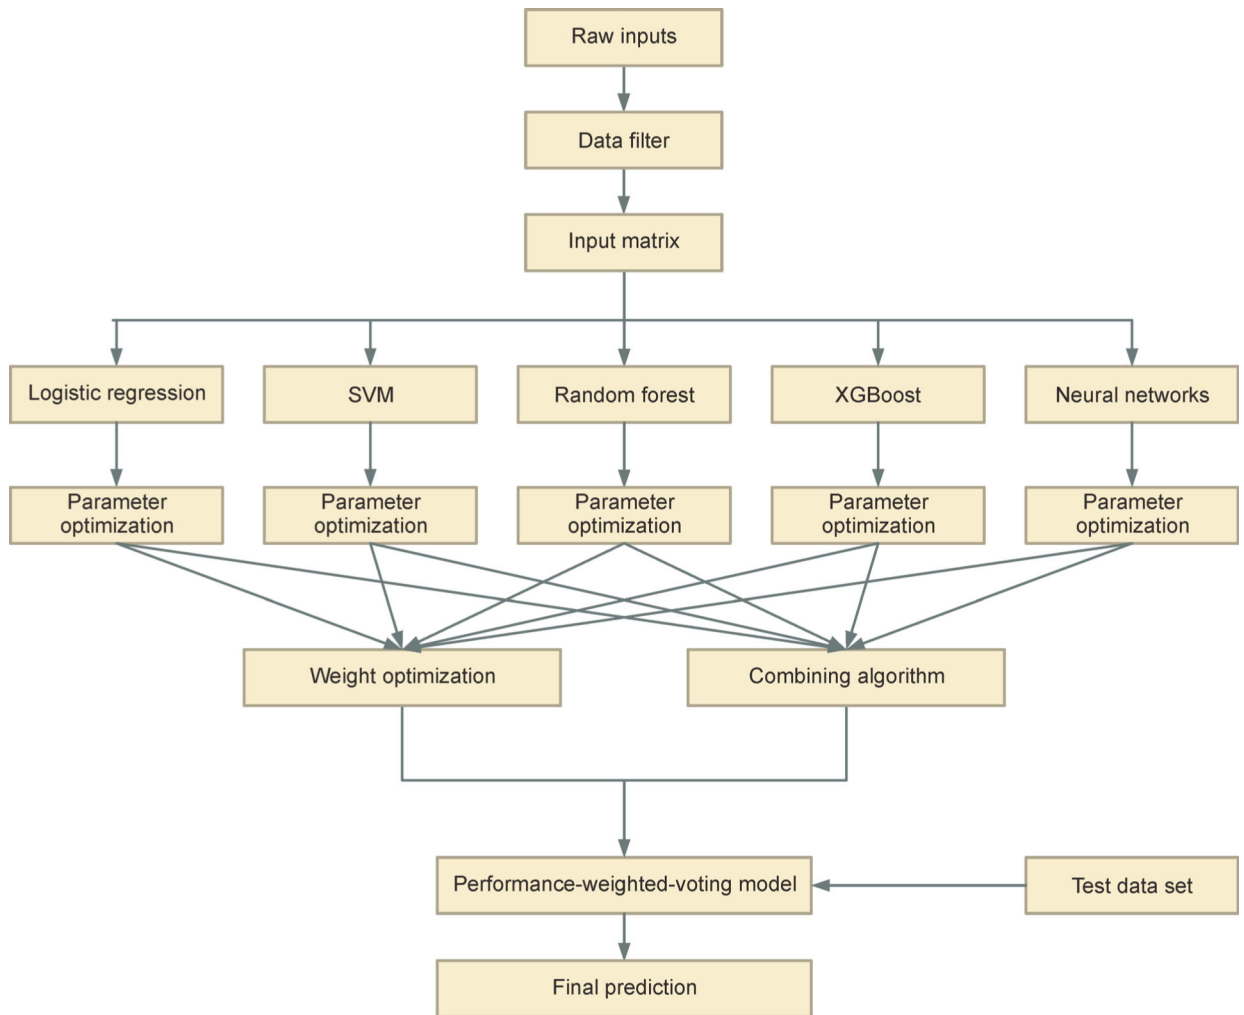 Raw inputs
Data filter
Input matrix
Logistic regression
SVM
Random forest
XGBoost
Neural networks
Parameter
optimization
Parameter
optimization
Parameter
optimization
Parameter
optimization
Parameter
optimization
Weight optimization
Combining algorithm
Performance-weighted-voting model
Test data set
Final prediction